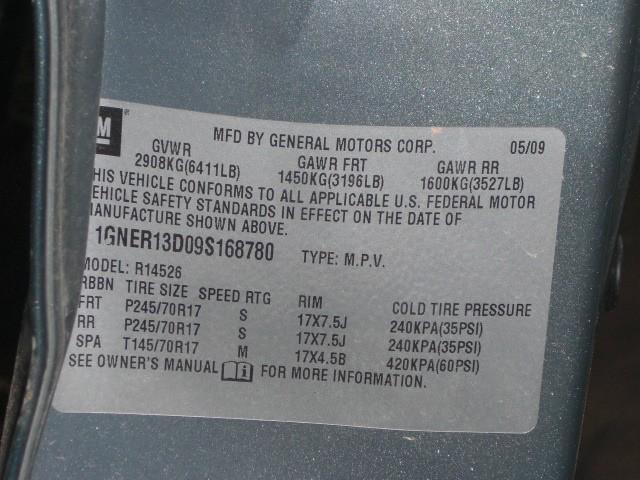 M ®
MFD BY GENERAL MOTORS CORP. 05/09
GVWR GAWR FRT GAWR RR
2908KG(6411LB) 1450KG(3196LB) 1600KG(3527LB)
HIS VEHICLE CONFORMS TO ALL APPLICABLE U.S. FEDERAL MOTOR
EHICLE SAFETY STANDARDS IN EFFECT ON THE DATE OF
MANUFACTURE SHOWN ABOVE.
1GNER13D09S168780 TYPE: M.P.V.
MODEL: R14526
RBBN TIRE SIZE SPEED RTG RIM COLD TIRE PRESSURE
FRT P245/70R17 S 17X7.5J 240KPA(35PSI)
RR P245/70R17 S 17X7.5J 240KPA(35PSI)
SPA T145/70R17 M 17X4.5B 420KPA(60PSI)
SEE OWNER'S MANUAL FOR MORE INFORMATION.